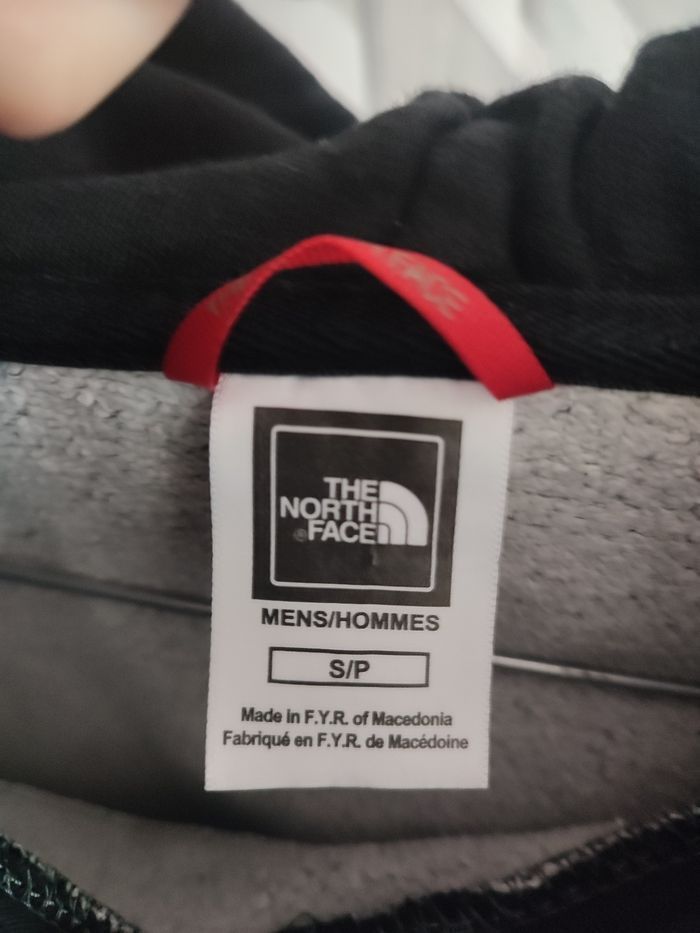 THE
NORTH
®FACE
MENS/HOMMES
S/P
Made in F.Y.R. of Macedonia
Fabriqué en F.Y.R. de Macédoine